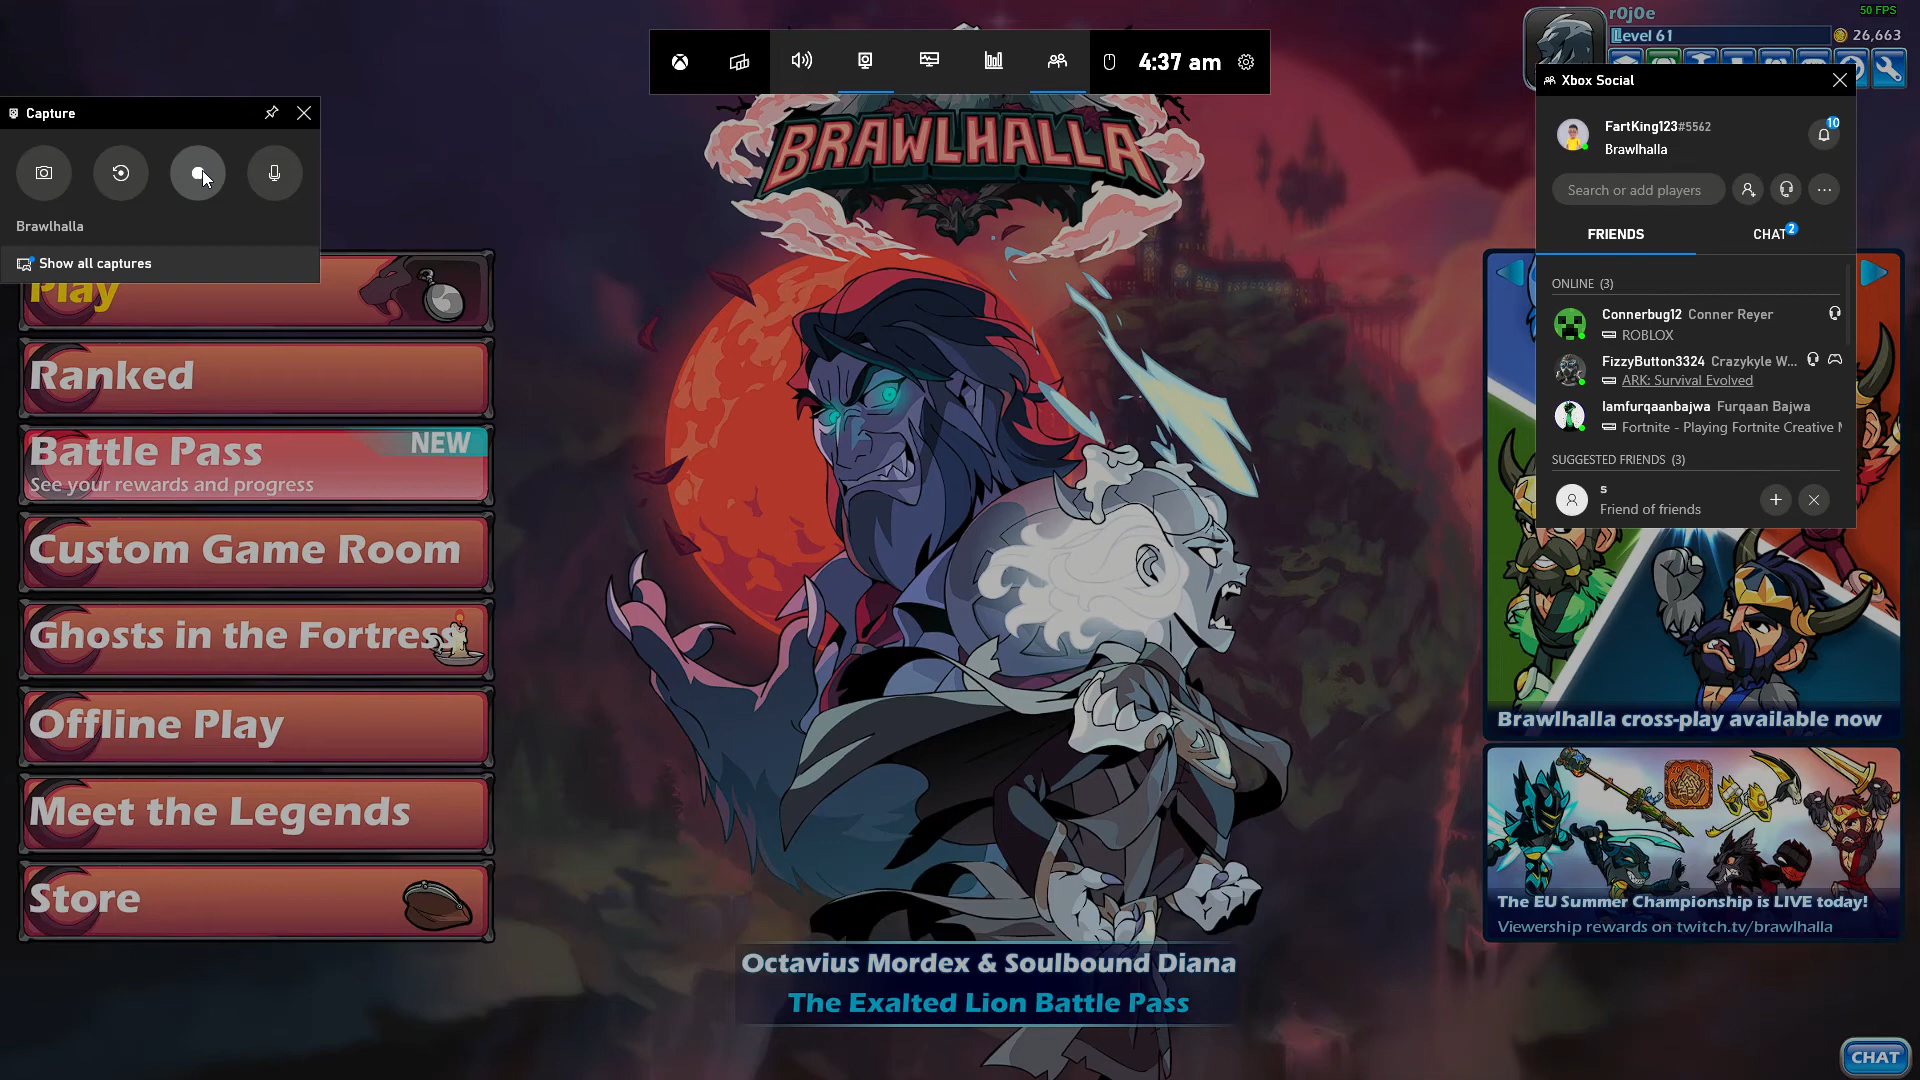 r0j0e
50 FPS
Level 61
26,663
4:37 am
Capture
Brawlhalla
Show all captures
BRAWLHALLA
Play
Ranked
Battle Pass
NEW
See your rewards and progress
Custom Game Room
Ghosts in the Fortress
Offline Play
Meet the Legends
Store
Octavius Mordex & Soulbound Diana
The Exalted Lion Battle Pass
Xbox Social
FartKing123#5562
10
Brawlhalla
Search or add players
FRIENDS
CHAT 2
ONLINE (3)
Connerbug12 Conner Reyer
ROBLOX
FizzyButton3324 Crazykyle W...
ARK: Survival Evolved
Iamfurqaanbajwa Furqaan Bajwa
Fortnite - Playing Fortnite Creative
SUGGESTED FRIENDS (3)
s
Friend of friends
Brawlhalla cross-play available now
The EU Summer Championship is LIVE today!
Viewership rewards on twitch.tv/brawlhalla
CHAT